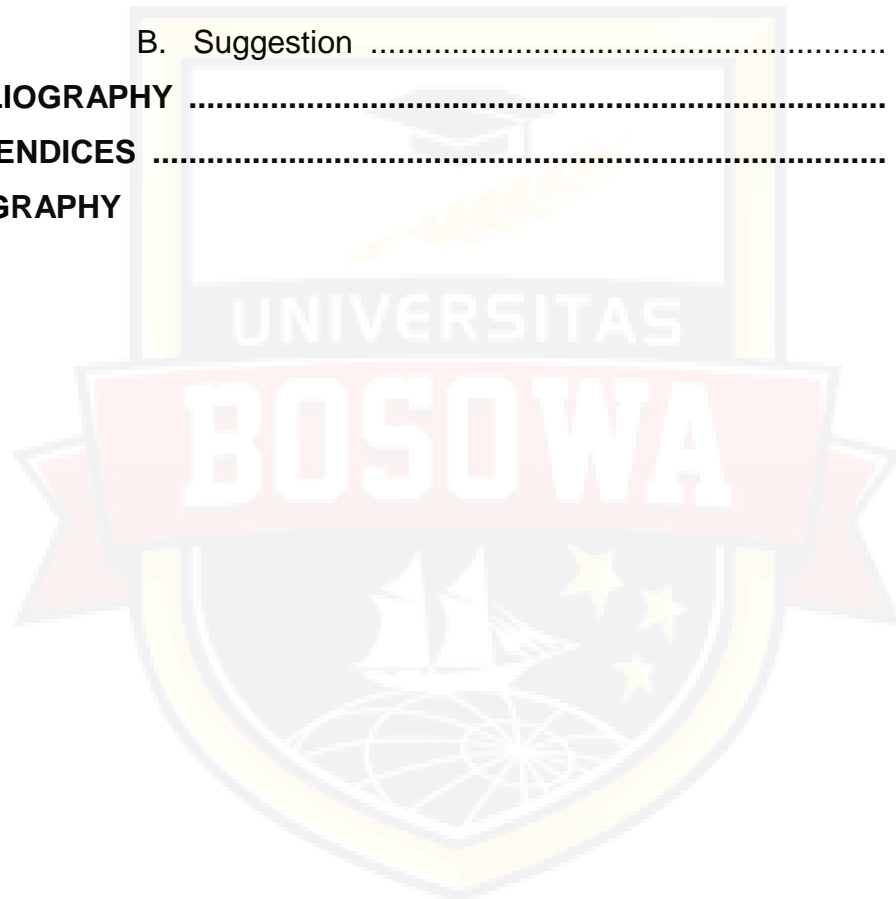 B. Suggestion ........................................................
LIOGRAPHY ............................................................................
ENDICES ................................................................................
GRAPHY
UNIVERSITAS
BOSOWA